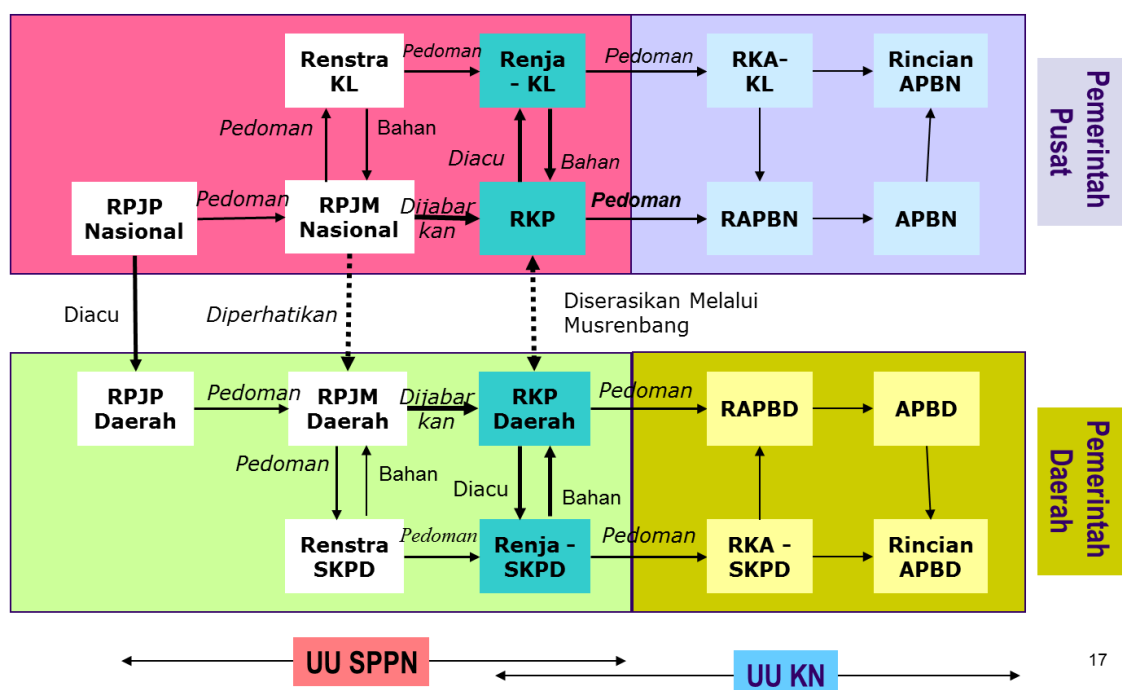 Renstra
KL
Pedoman
Renja
- KL
Pedoman
RKA-
KL
Rincian
APBN
Pemerintah
Pusat
Pedoman
Bahan
Diacu
Bahan
RPJP
Nasional
Pedoman
RPJM
Nasional
Dijabar
kan
RKP
Pedoman
RAPBN
APBN
Diacu
Diperhatikan
Diserasikan Melalui
Musrenbang
RPJP
Daerah
Pedoman
RPJM
Daerah
Dijabar
kan
RKP
Daerah
Pedoman
RAPBD
APBD
Pemerintah
Daerah
Pedoman
Bahan
Diacu
Bahan
Renstra
SKPD
Pedoman
Renja -
SKPD
Pedoman
RKA -
SKPD
Rincian
APBD
UU SPPN
UU KN
17